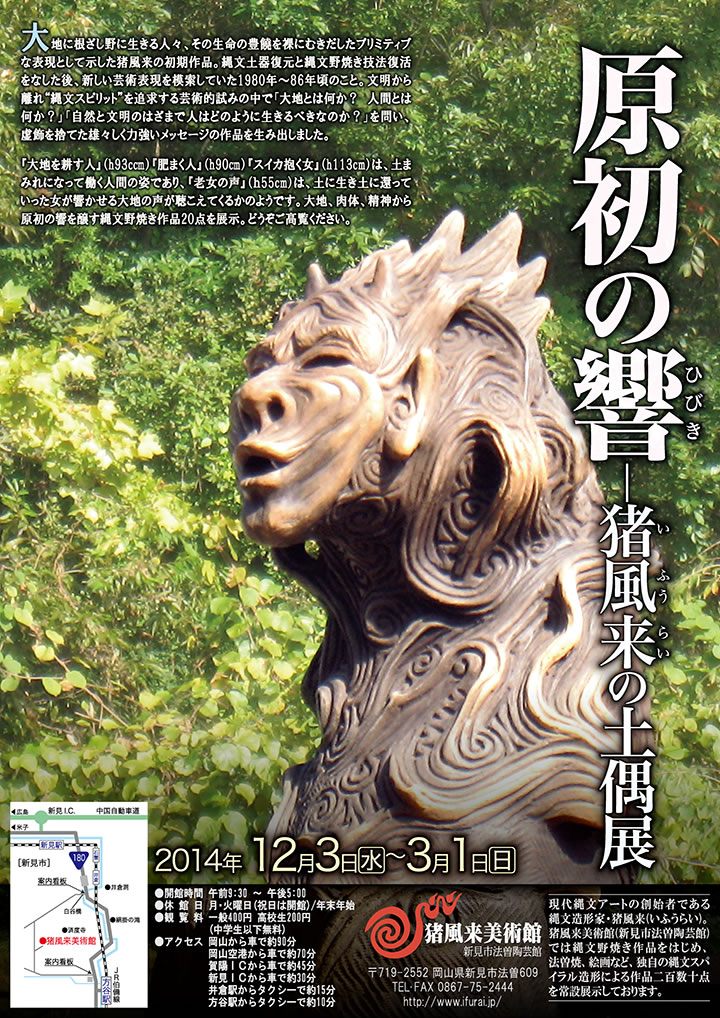 大地に根ざし野に生きる人々、その生命の豊饒を裸にむきだしたプリミティブ
な表現として示した猪風来の初期作品。縄文土器復元と縄文野焼き技法復活
をなした後、新しい芸術表現を模索していた1980年〜86年頃のこと。文明から
離れ“縄文スピリット”を追求する芸術的試みの中で「大地とは何か？ 人間とは
何か？」「自然と文明のはざまで人はどのように生きるべきなのか？」を問い、
虚飾を捨てた雄々しく力強いメッセージの作品を生み出しました。
『大地を耕す人』（h93ccm）『肥まく人』（h90cm）『スイカ抱く女』（h113cm）は、土ま
みれになって働く人間の姿であり、『老女の声』（h55cm）は、土に生き土に還って
いった女が響かせる大地の声が聴こえてくるかのようです。大地、肉体、精神から
原初の響を醸す縄文野焼き作品20点を展示。どうぞご高覧ください。
原初の響
ひびき
―猪風来の土偶展
いふうらい
2014年 12月3日水〜3月1日日
●開館時間 午前9:30 〜 午後5:00
●休館日 月・火曜日（祝日は開館）/年末年始
●観覧料 一般400円 高校生200円
（中学生以下無料）
●アクセス 岡山から車で約90分
岡山空港から車で約70分
賀陽ICから車で約45分
新見ICから車で約30分
井倉駅からタクシーで約15分
方谷駅からタクシーで約10分
猪風来美術館
新見市法曽陶芸館
〒719-2552 岡山県新見市法曽609
TEL・FAX 0867-75-2444
http://www.ifurai.jp/
現代縄文アートの創始者である
縄文造形家・猪風来（いふうらい）。
猪風来美術館（新見市法曽陶芸館）
では縄文野焼き作品をはじめ、
法曽焼、絵画など、独自の縄文スパ
イラル造形による作品二百数十点
を常設展示しております。
◀広島 新見I.C. 中国自動車道
◀米子
新見駅
180
［新見市］
案内看板
井倉洞
白谷橋
絹掛の滝
済度寺
猪風来美術館
案内看板
方谷駅
JR伯備線